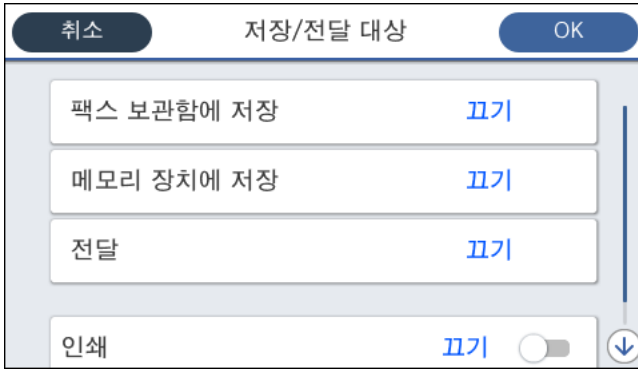 취소 저장/전달 대상 OK
팩스 보관함에 저장 끄기
메모리 장치에 저장 끄기
전달 끄기
인쇄 끄기